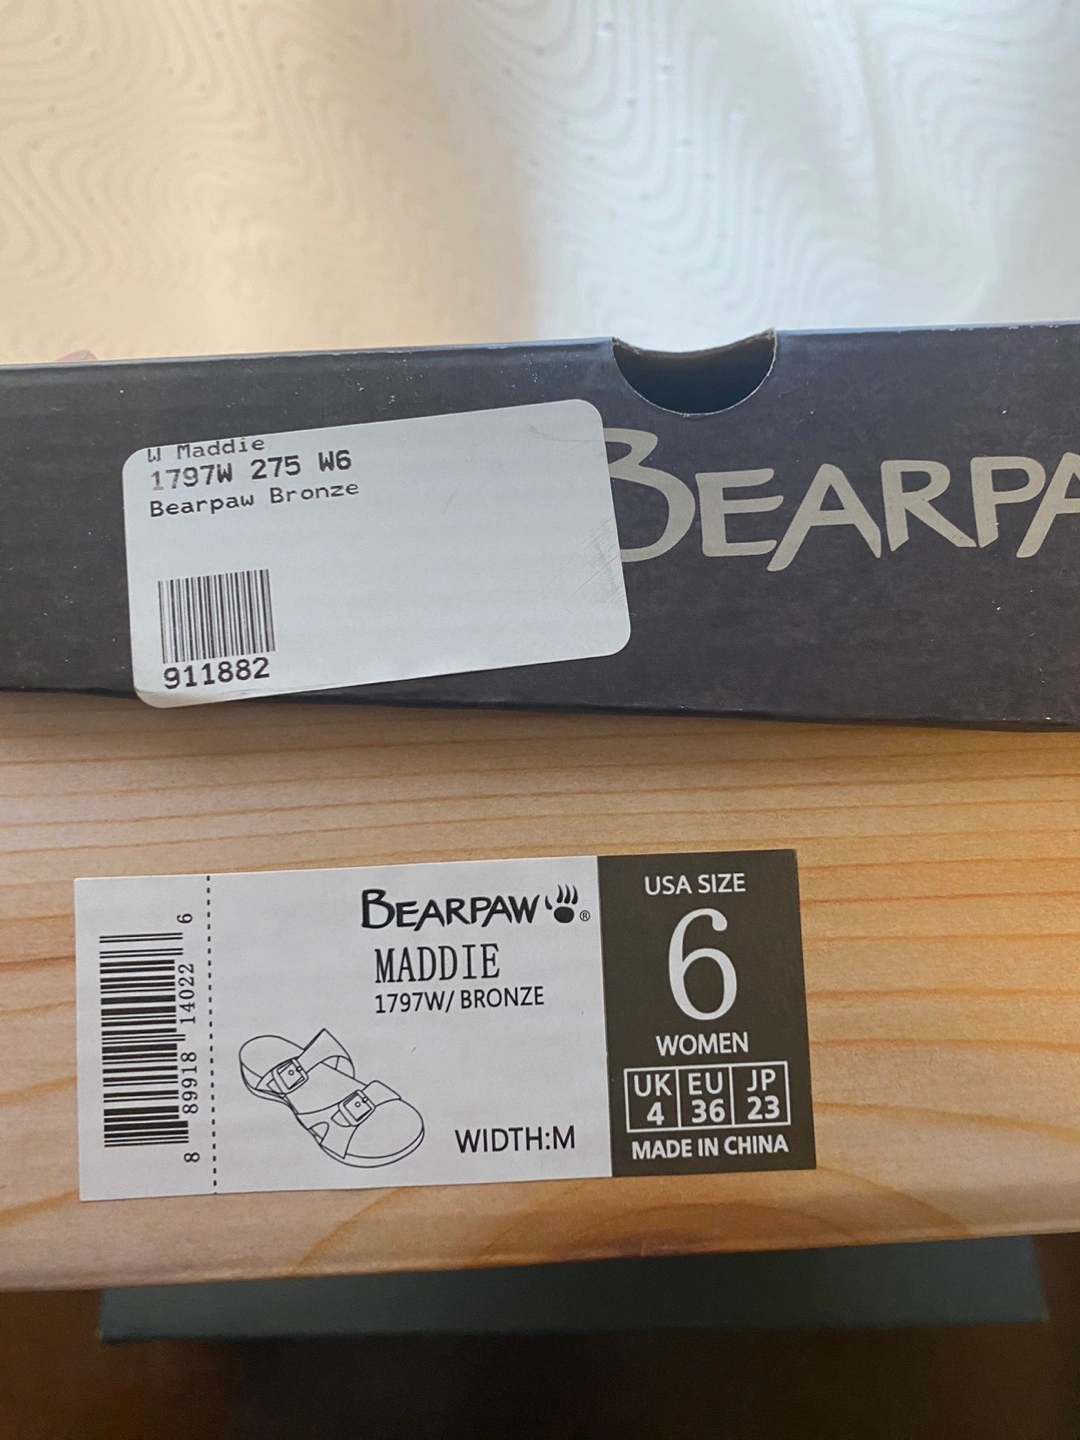 W Maddie
1797W 275 W6
Bearpaw Bronze
911882
BEARPA
BEARPAW ®
MADDIE
1797W/ BRONZE
WIDTH:M
8 89918 14022 6
USA SIZE
6
WOMEN
UK EU JP
4 36 23
MADE IN CHINA